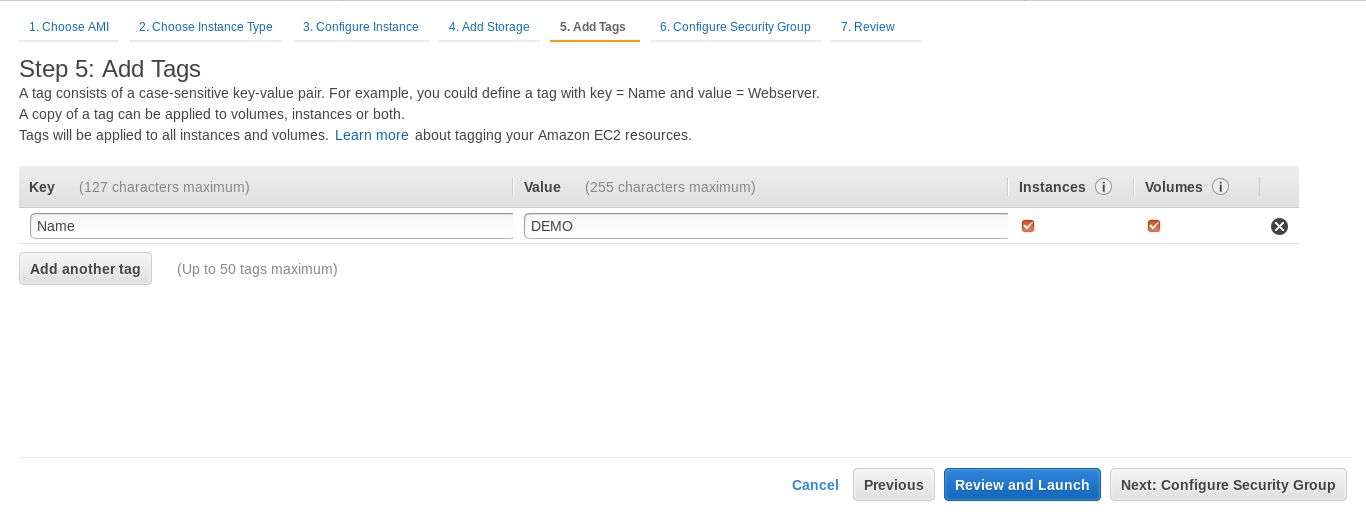 1. Choose AMI 2. Choose Instance Type 3. Configure Instance 4. Add Storage 5. Add Tags 6. Configure Security Group 7. Review
Step 5: Add Tags
A tag consists of a case-sensitive key-value pair. For example, you could define a tag with key = Name and value = Webserver.
A copy of a tag can be applied to volumes, instances or both.
Tags will be applied to all instances and volumes. Learn more about tagging your Amazon EC2 resources.
Key (127 characters maximum) Value (255 characters maximum) Instances i Volumes i
Name DEMO
Add another tag (Up to 50 tags maximum)
Cancel Previous Review and Launch Next: Configure Security Group